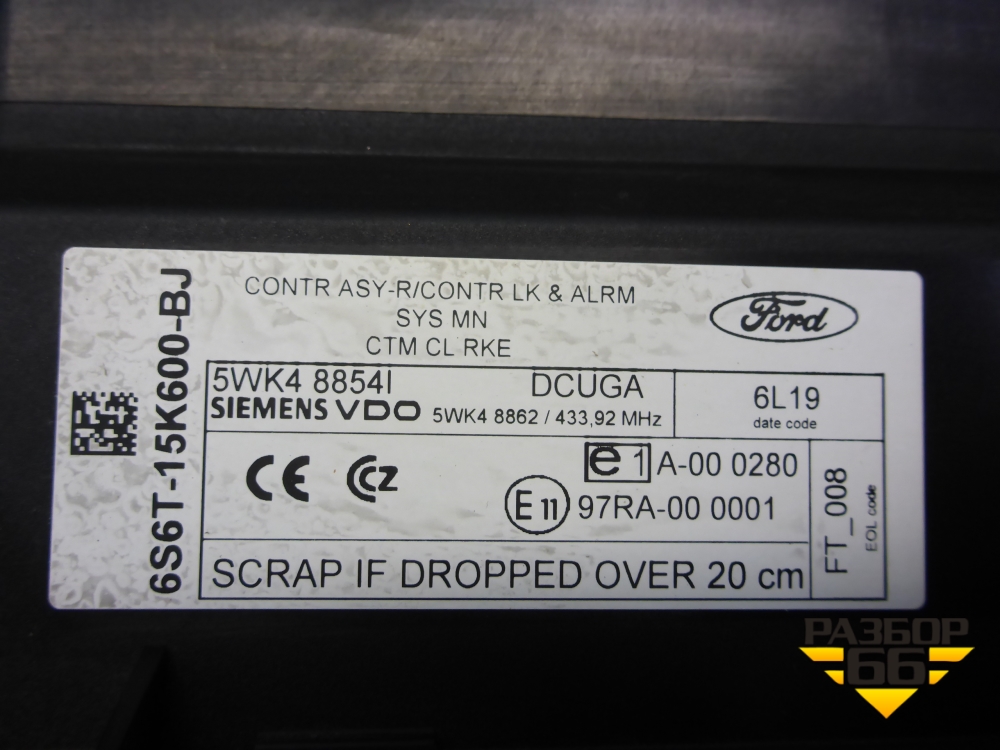 6S6T-15K600-BJ
CONTR ASY-R/CONTR LK & ALRM
SYS MN
CTM CL RKE
Ford
5WK4 8854I DCUGA
SIEMENS VDO 5WK4 8862 / 433,92 MHz
6L19
date code
CE CCZ
e 1 A-00 0280
E 11 97RA-00 0001
FT_008
EOL code
SCRAP IF DROPPED OVER 20 cm
РАЗБОР
66